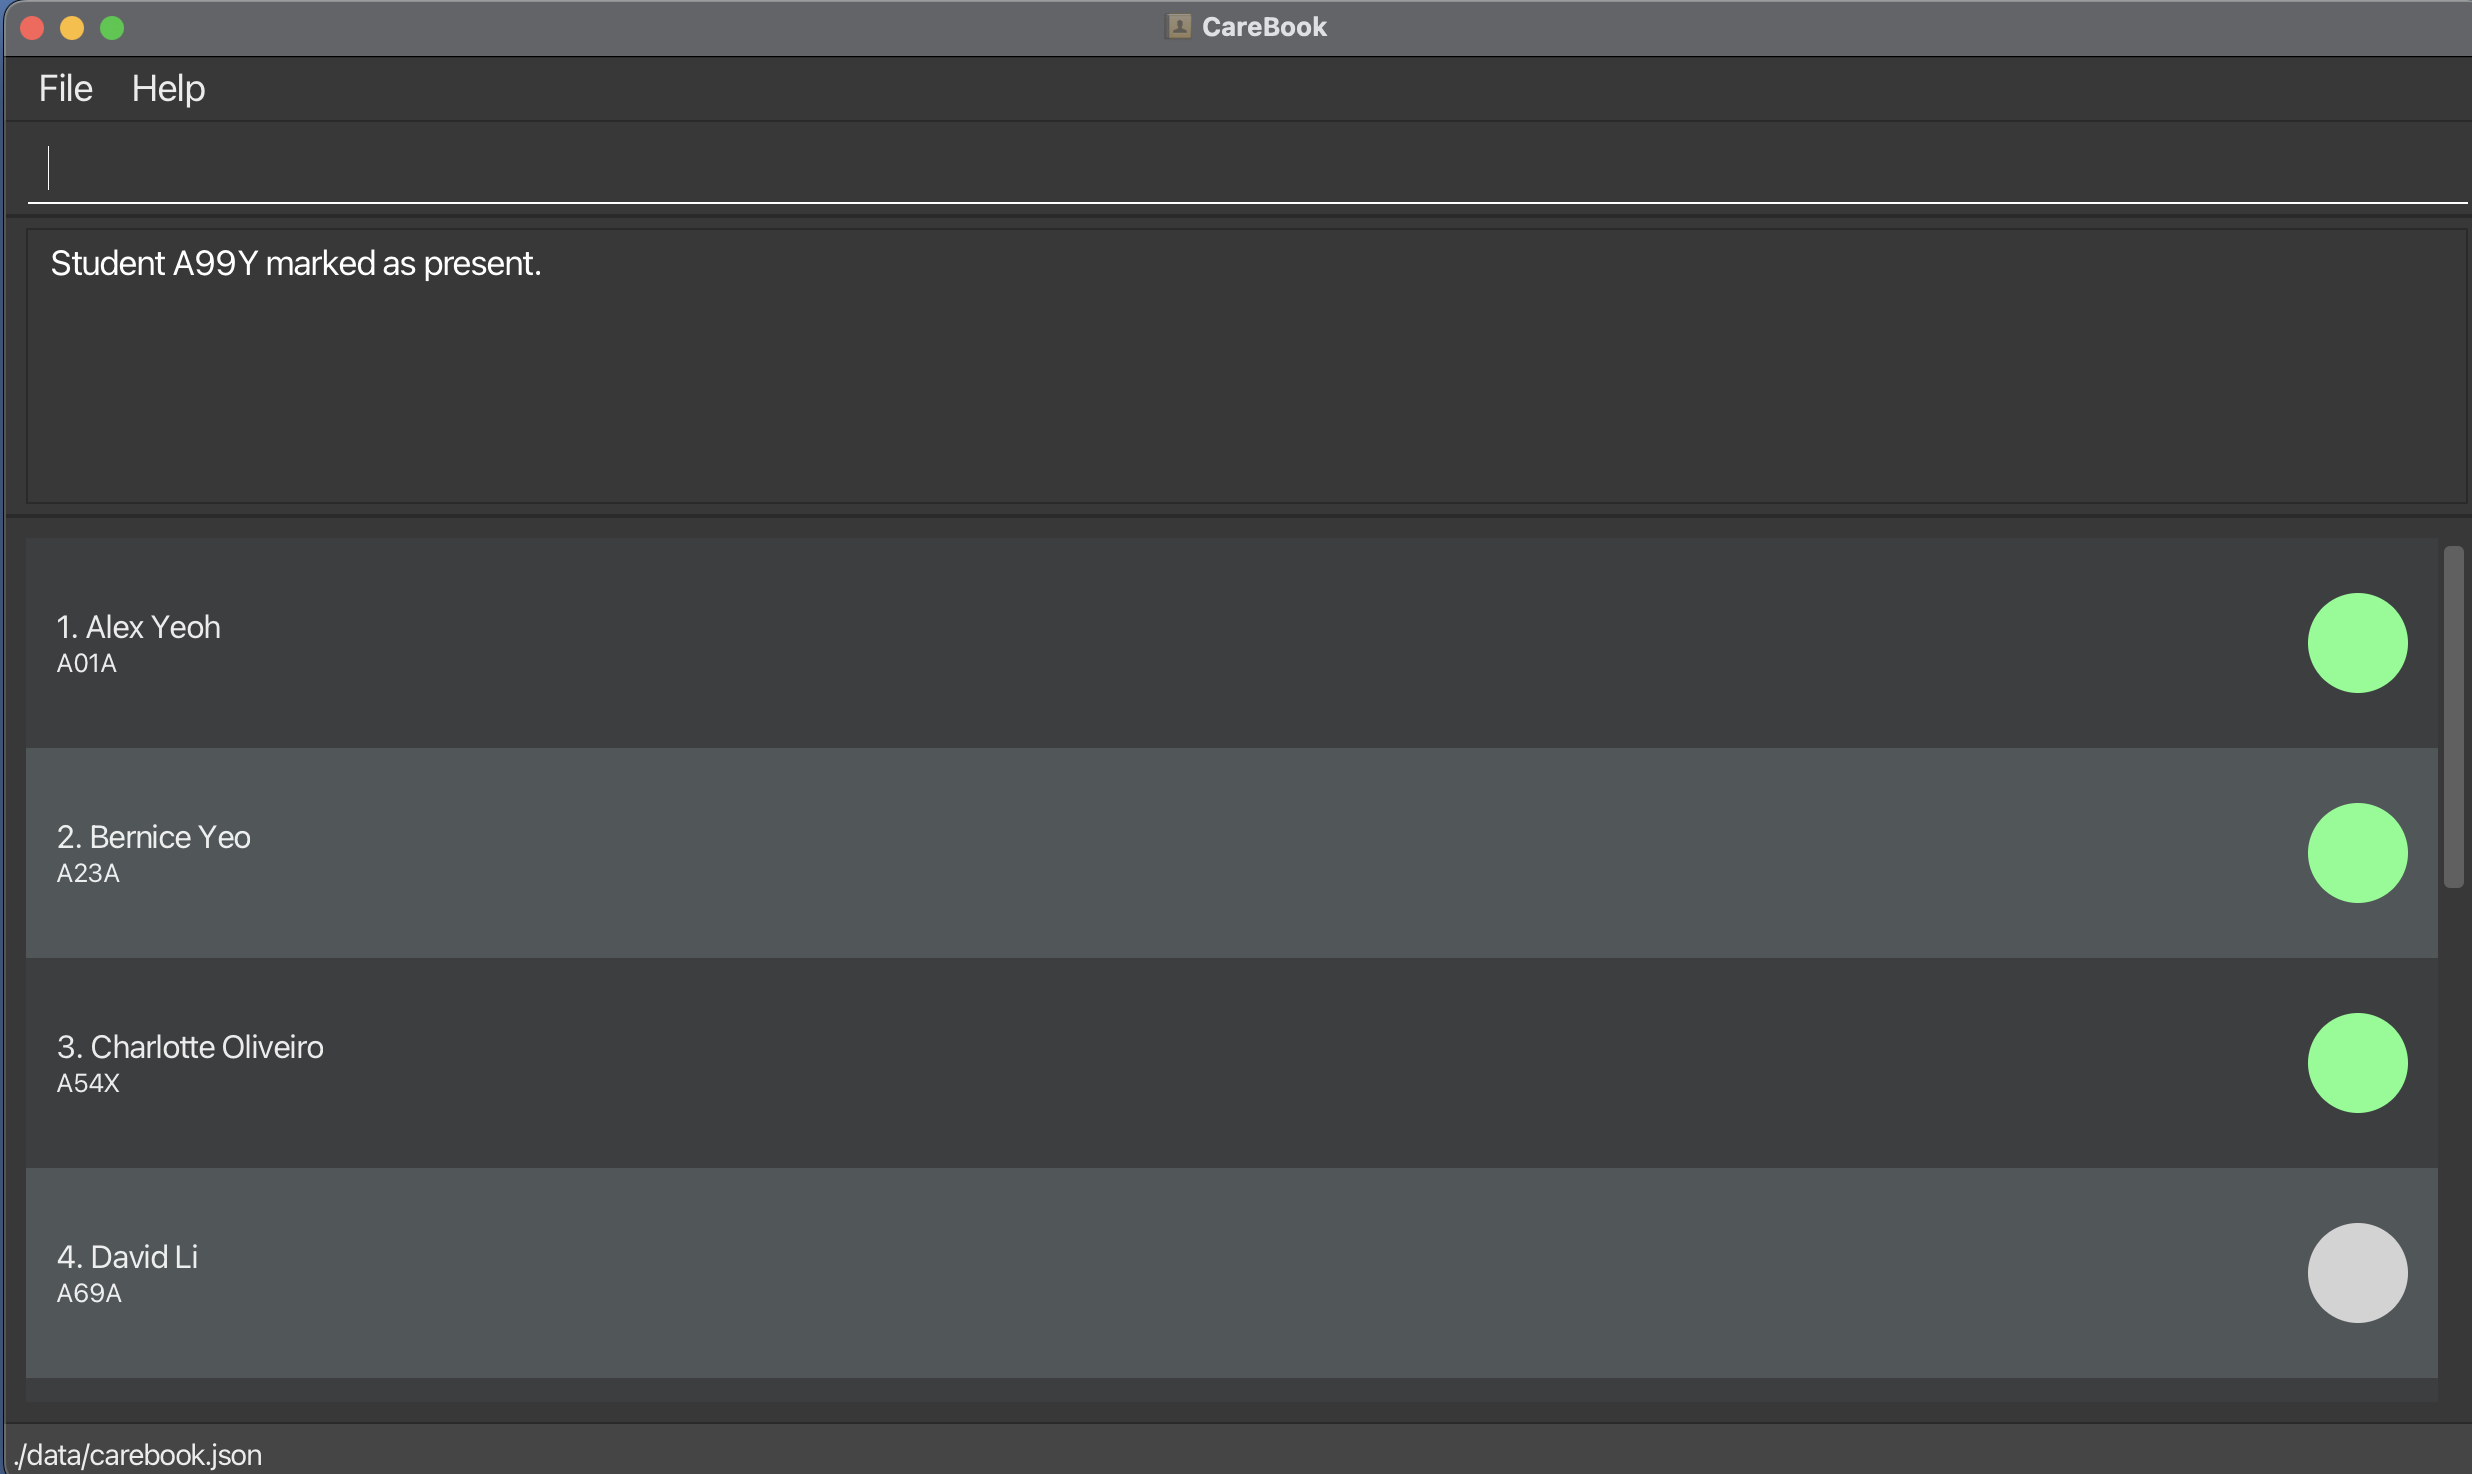 CareBook
File Help
Student A99Y marked as present.
1. Alex Yeoh
A01A
2. Bernice Yeo
A23A
3. Charlotte Oliveiro
A54X
4. David Li
A69A
./data/carebook.json